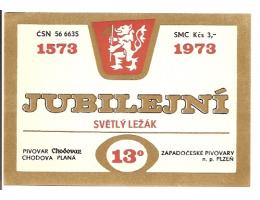 ČSN 56 6635 SMC Kčs 3,-
1573 1973
JUBILEJNÍ
SVĚTLÝ LEŽÁK
PIVOVAR Chodovar 13° ZÁPADOČESKÉ PIVOVARY
CHODOVÁ PLANÁ n. p. PLZEŇ